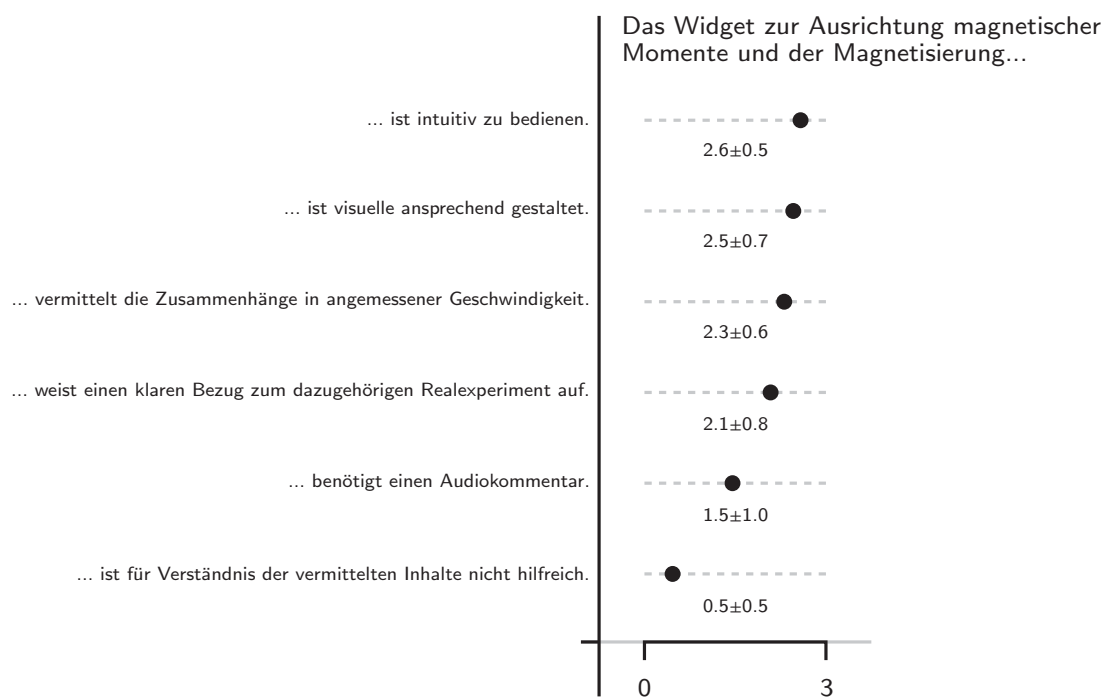 Das Widget zur Ausrichtung magnetischer
Momente und der Magnetisierung...
... ist intuitiv zu bedienen.
2.6±0.5
... ist visuelle ansprechend gestaltet.
2.5±0.7
... vermittelt die Zusammenhänge in angemessener Geschwindigkeit.
2.3±0.6
... weist einen klaren Bezug zum dazugehörigen Realexperiment auf.
2.1±0.8
... benötigt einen Audiokommentar.
1.5±1.0
... ist für Verständnis der vermittelten Inhalte nicht hilfreich.
0.5±0.5
0 3